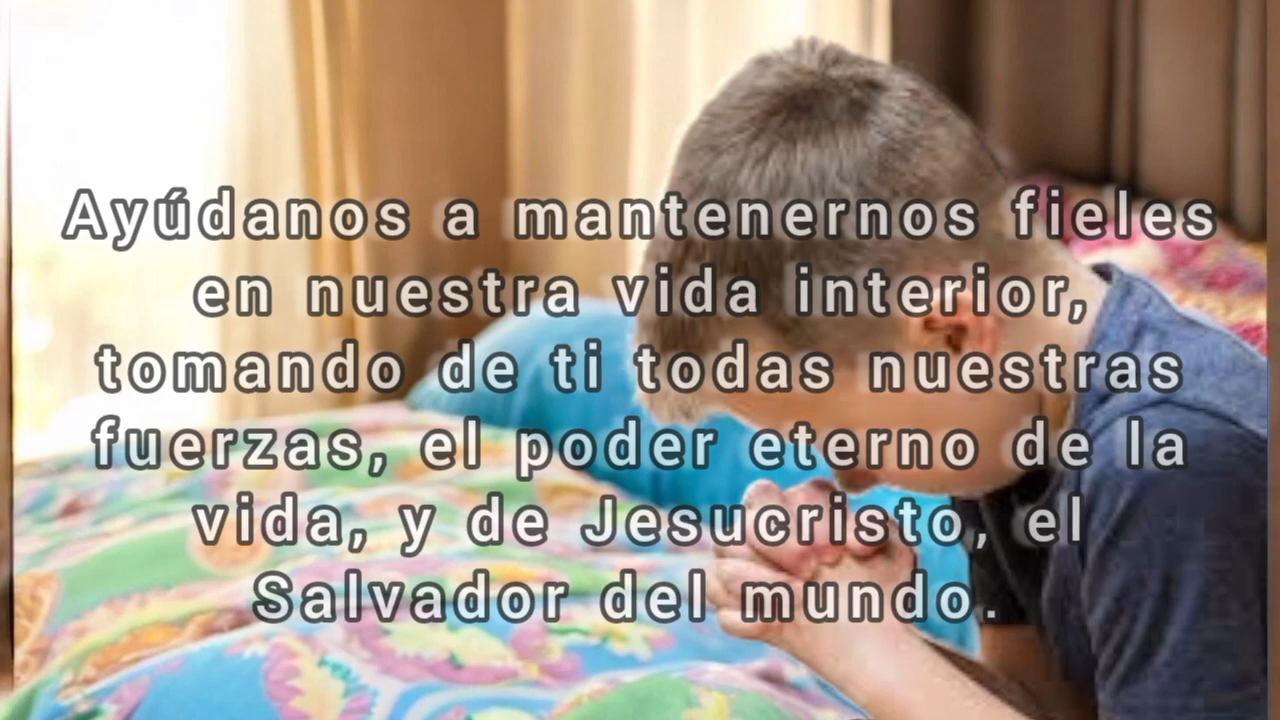 Ayúdanos a mantenernos fieles
en nuestra vida interior,
tomando de ti todas nuestras
fuerzas, el poder eterno de la
vida, y de Jesucristo, el
Salvador del mundo.